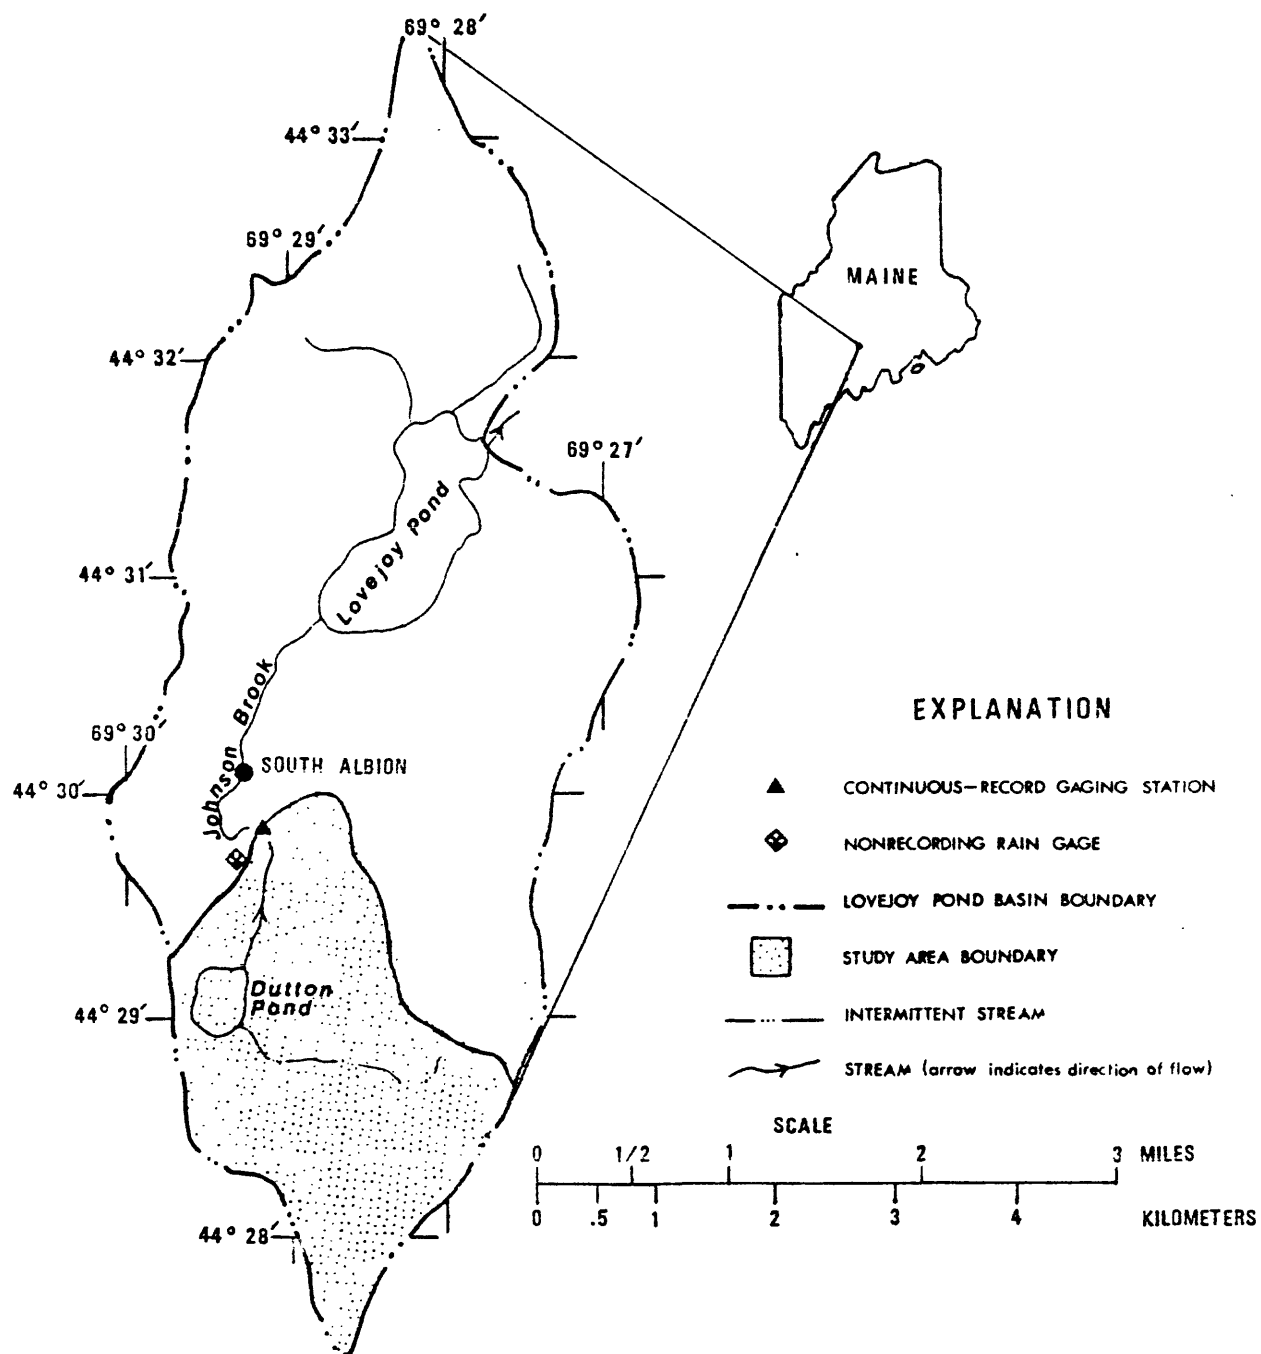 69° 28′
44° 33′
69° 29′
MAINE
44° 32′
69° 27′
Lovejoy Pond
44° 31′
Johnson Brook
EXPLANATION
69° 30′
SOUTH ALBION
44° 30′
CONTINUOUS-RECORD GAGING STATION
NONRECORDING RAIN GAGE
LOVEJOY POND BASIN BOUNDARY
STUDY AREA BOUNDARY
Dutton
Pond
44° 29′
INTERMITTENT STREAM
STREAM (arrow indicates direction of flow)
SCALE
0 1/2 1 2 3 MILES
0 .5 1 2 3 4 KILOMETERS
44° 28′